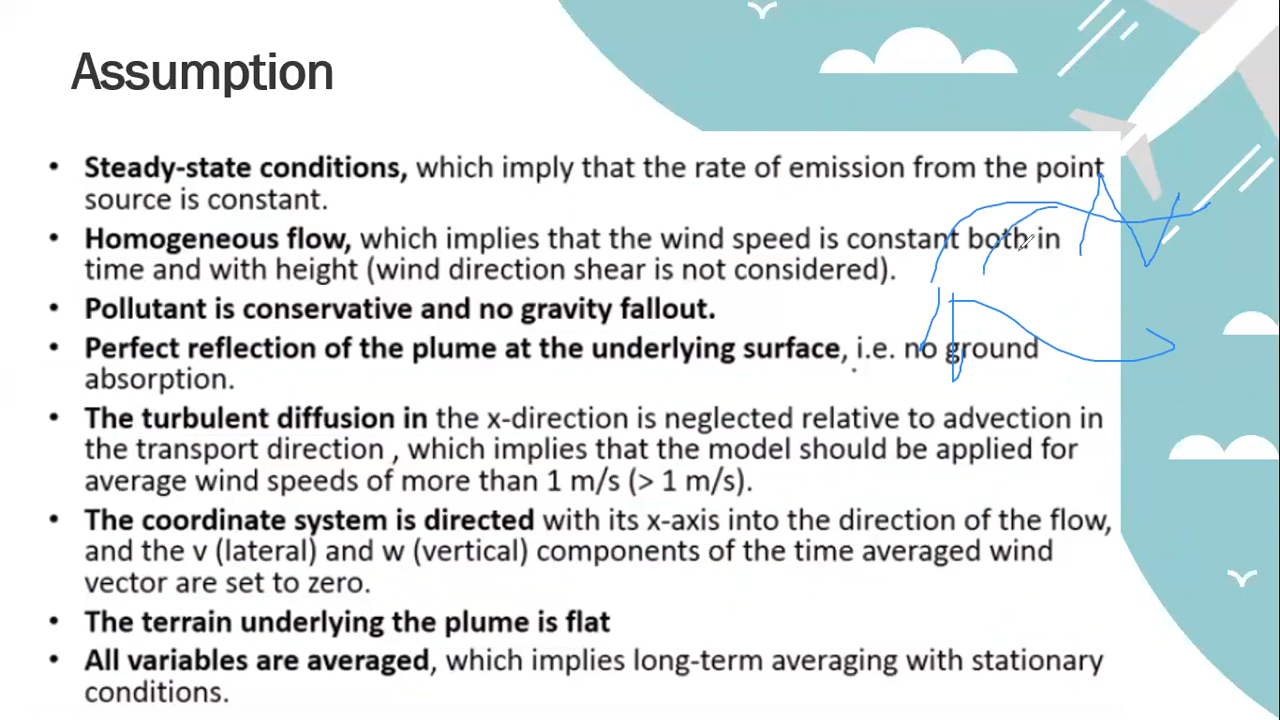 Assumption
• Steady-state conditions, which imply that the rate of emission from the point
source is constant.
• Homogeneous flow, which implies that the wind speed is constant both in
time and with height (wind direction shear is not considered).
• Pollutant is conservative and no gravity fallout.
• Perfect reflection of the plume at the underlying surface, i.e. no ground
absorption.
• The turbulent diffusion in the x-direction is neglected relative to advection in
the transport direction , which implies that the model should be applied for
average wind speeds of more than 1 m/s (> 1 m/s).
• The coordinate system is directed with its x-axis into the direction of the flow,
and the v (lateral) and w (vertical) components of the time averaged wind
vector are set to zero.
• The terrain underlying the plume is flat
• All variables are averaged, which implies long-term averaging with stationary
conditions.